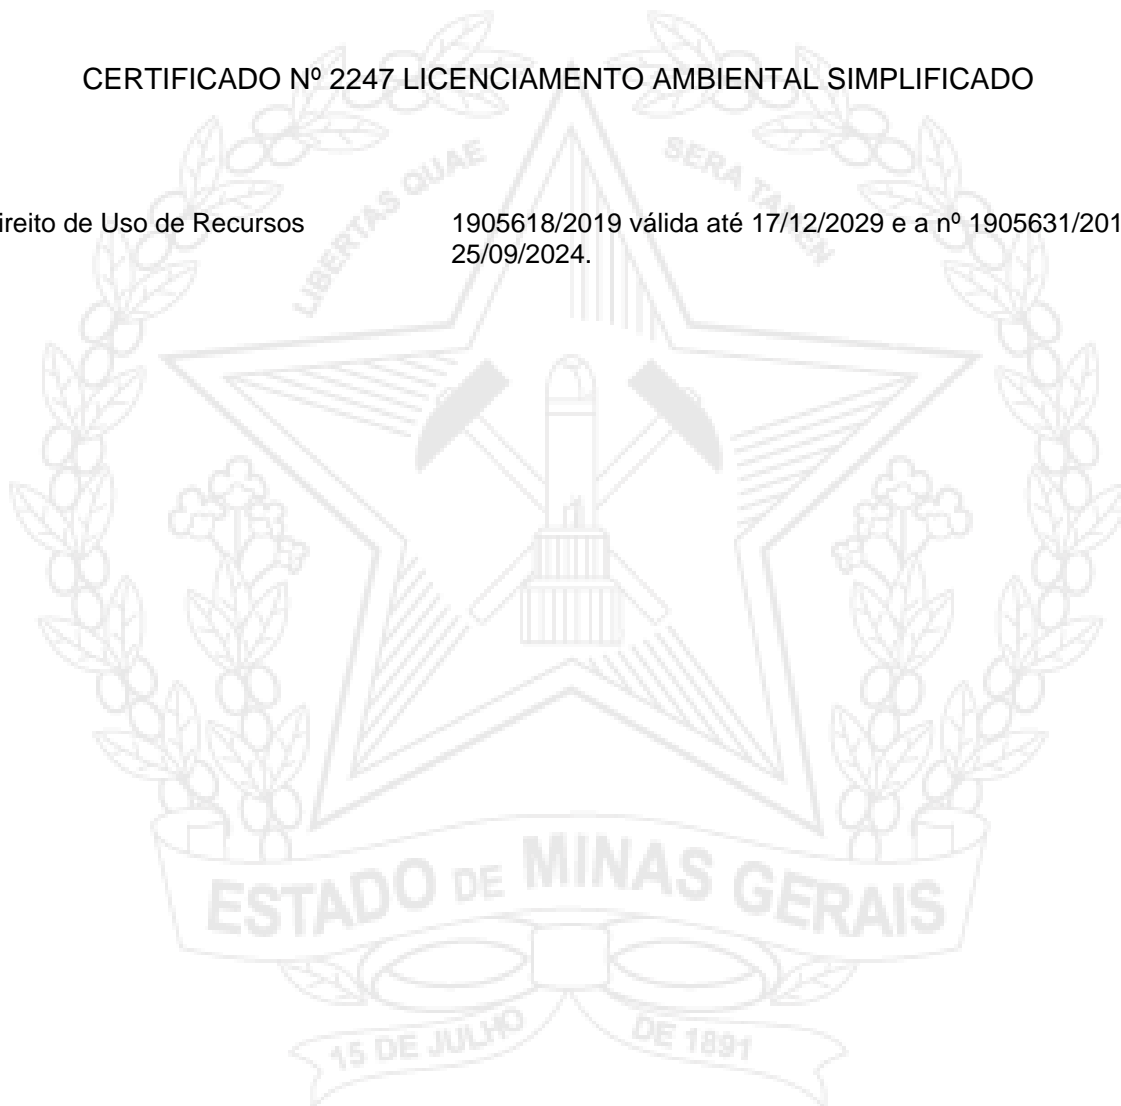 CERTIFICADO Nº 2247 LICENCIAMENTO AMBIENTAL SIMPLIFICADO
LIBERTAS QUAE SERA TAMEN
ireito de Uso de Recursos 1905618/2019 válida até 17/12/2029 e a nº 1905631/201
25/09/2024.
ESTADO DE MINAS GERAIS
15 DE JULHO DE 1891